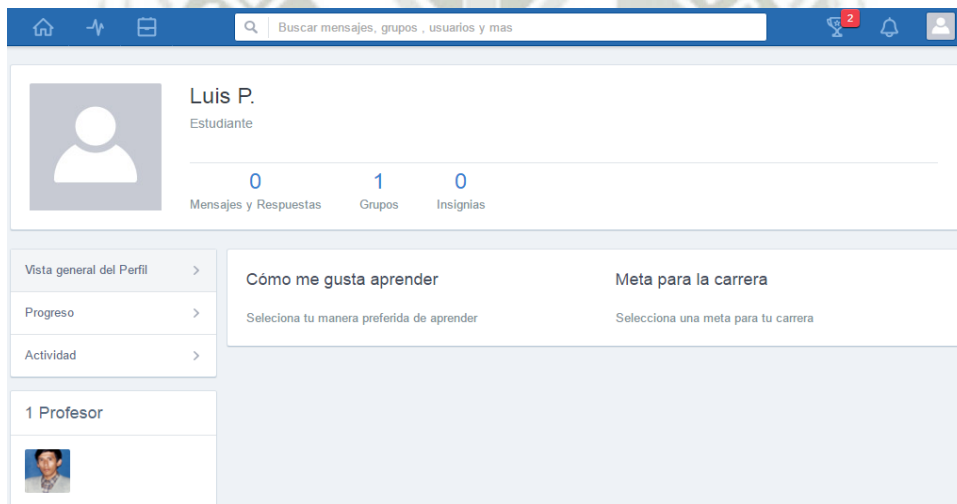 Buscar mensajes, grupos , usuarios y mas
2
Luis P.
Estudiante
0 1 0
Mensajes y Respuestas Grupos Insignias
Vista general del Perfil
Progreso
Actividad
Cómo me gusta aprender
Seleciona tu manera preferida de aprender
Meta para la carrera
Selecciona una meta para tu carrera
1 Profesor